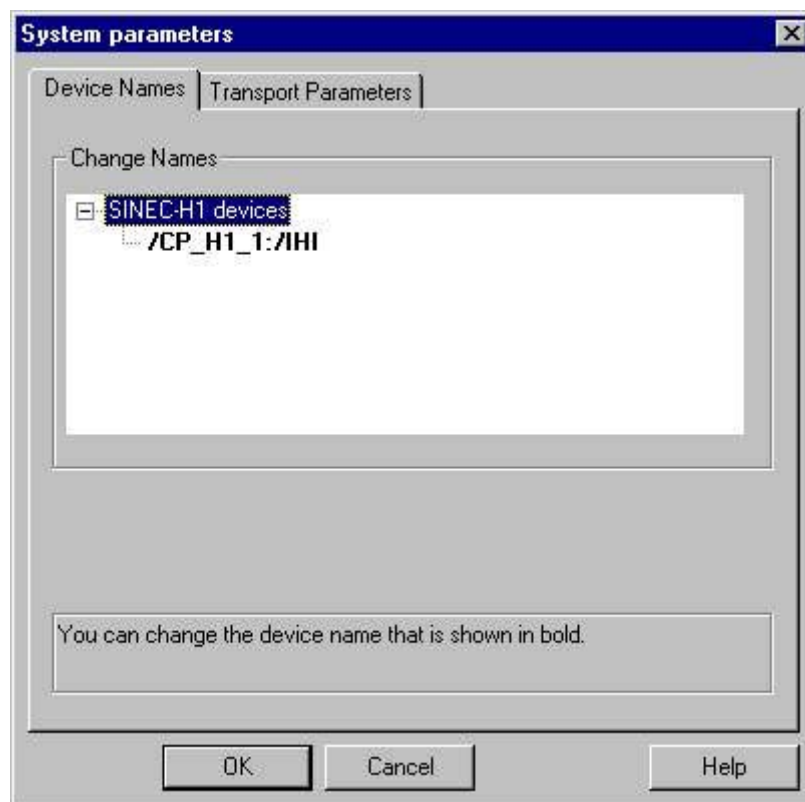 System parameters
Device Names
Transport Parameters
Change Names
SINEC-H1 devices
/CP_H1_1:/IHI
You can change the device name that is shown in bold.
OK
Cancel
Help